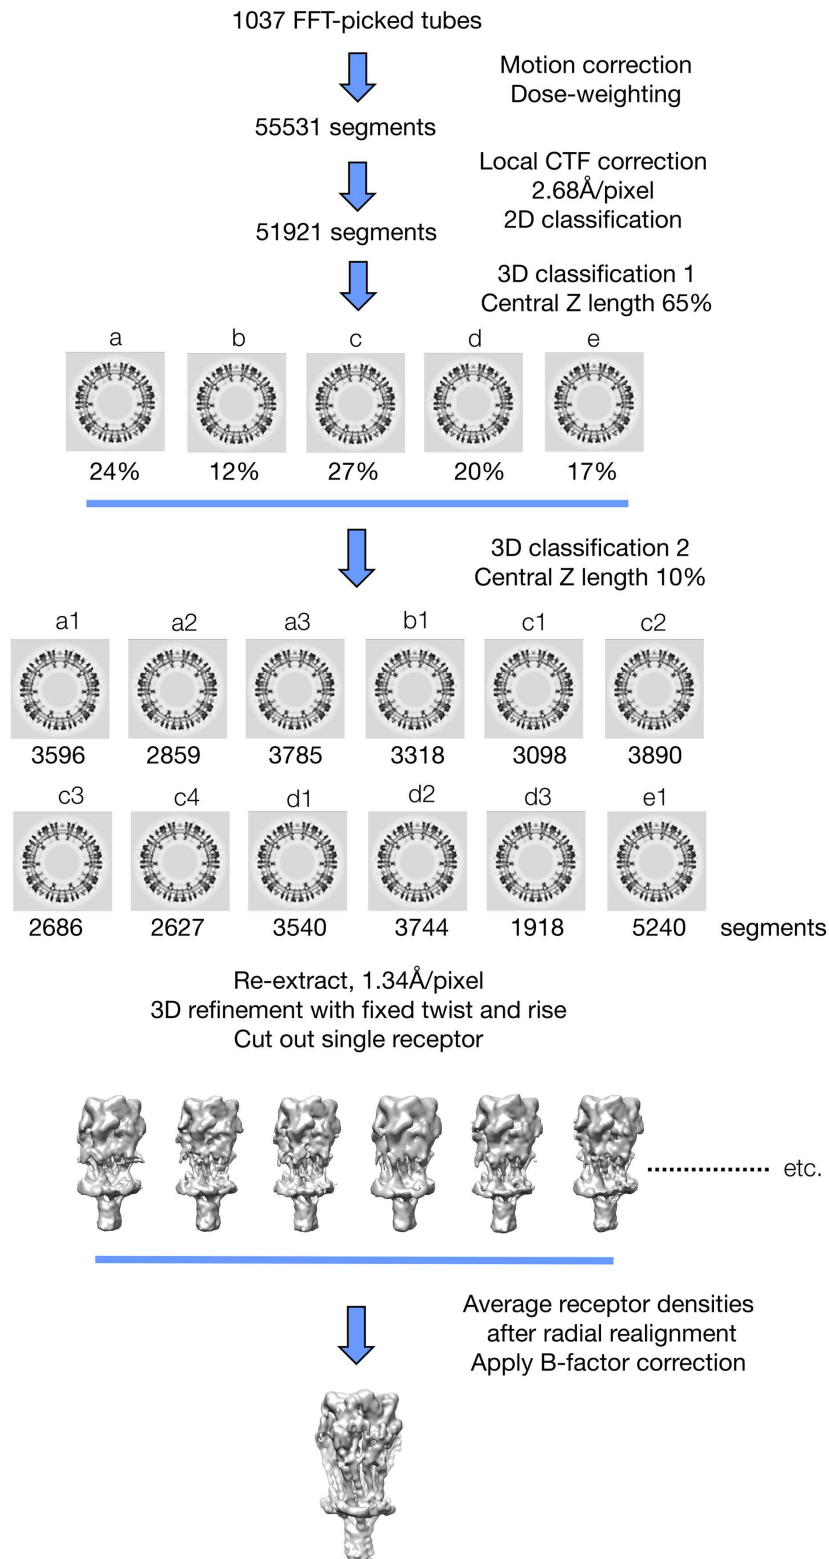 1037 FFT-picked tubes
Motion correction
Dose-weighting
55531 segments
Local CTF correction
2.68Å/pixel
2D classification
51921 segments
3D classification 1
Central Z length 65%
a b c d e
24% 12% 27% 20% 17%
3D classification 2
Central Z length 10%
a1 a2 a3 b1 c1 c2
3596 2859 3785 3318 3098 3890
c3 c4 d1 d2 d3 e1
2686 2627 3540 3744 1918 5240 segments
Re-extract, 1.34Å/pixel
3D refinement with fixed twist and rise
Cut out single receptor
etc.
Average receptor densities
after radial realignment
Apply B-factor correction